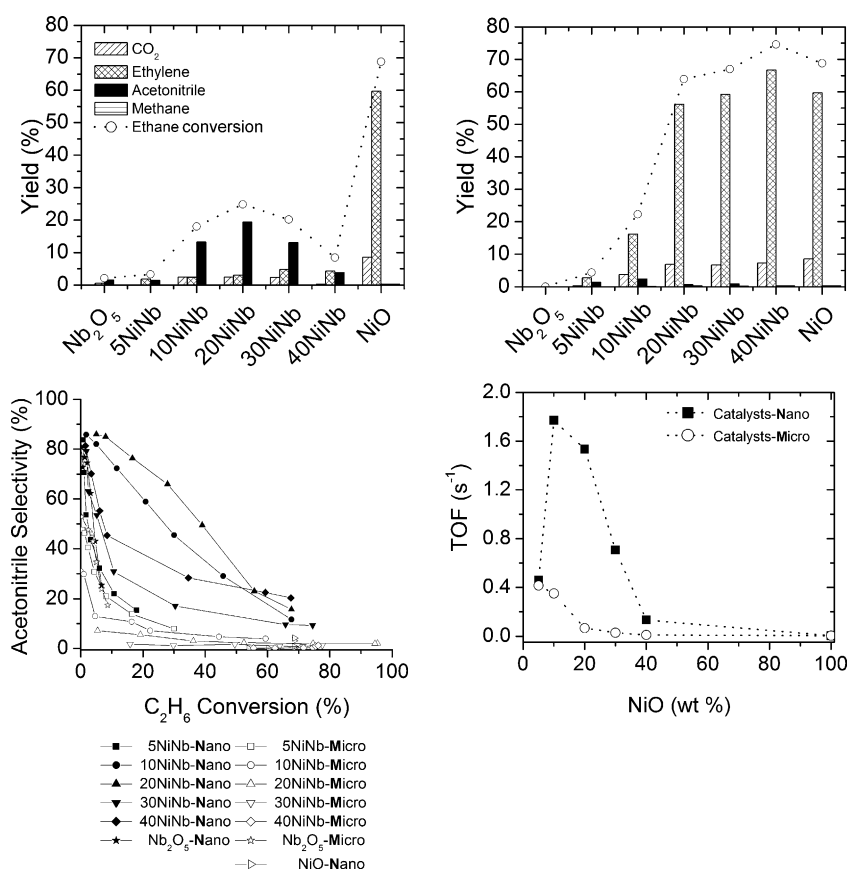 80
70
60
50
40
30
20
10
0
Yield (%)
CO2
Ethylene
Acetonitrile
Methane
Ethane conversion
Nb2O5
5NiNb
10NiNb
20NiNb
30NiNb
40NiNb
NiO
80
70
60
50
40
30
20
10
0
Yield (%)
Nb2O5
5NiNb
10NiNb
20NiNb
30NiNb
40NiNb
NiO
100
80
60
40
20
0
Acetonitrile Selectivity (%)
0 20 40 60 80 100
C2H6 Conversion (%)
2.0
1.6
1.2
0.8
0.4
0.0
TOF (s-1)
Catalysts-Nano
Catalysts-Micro
0 20 40 60 80 100
NiO (wt %)
5NiNb-Nano 5NiNb-Micro
10NiNb-Nano 10NiNb-Micro
20NiNb-Nano 20NiNb-Micro
30NiNb-Nano 30NiNb-Micro
40NiNb-Nano 40NiNb-Micro
Nb2O5-Nano Nb2O5-Micro
NiO-Nano